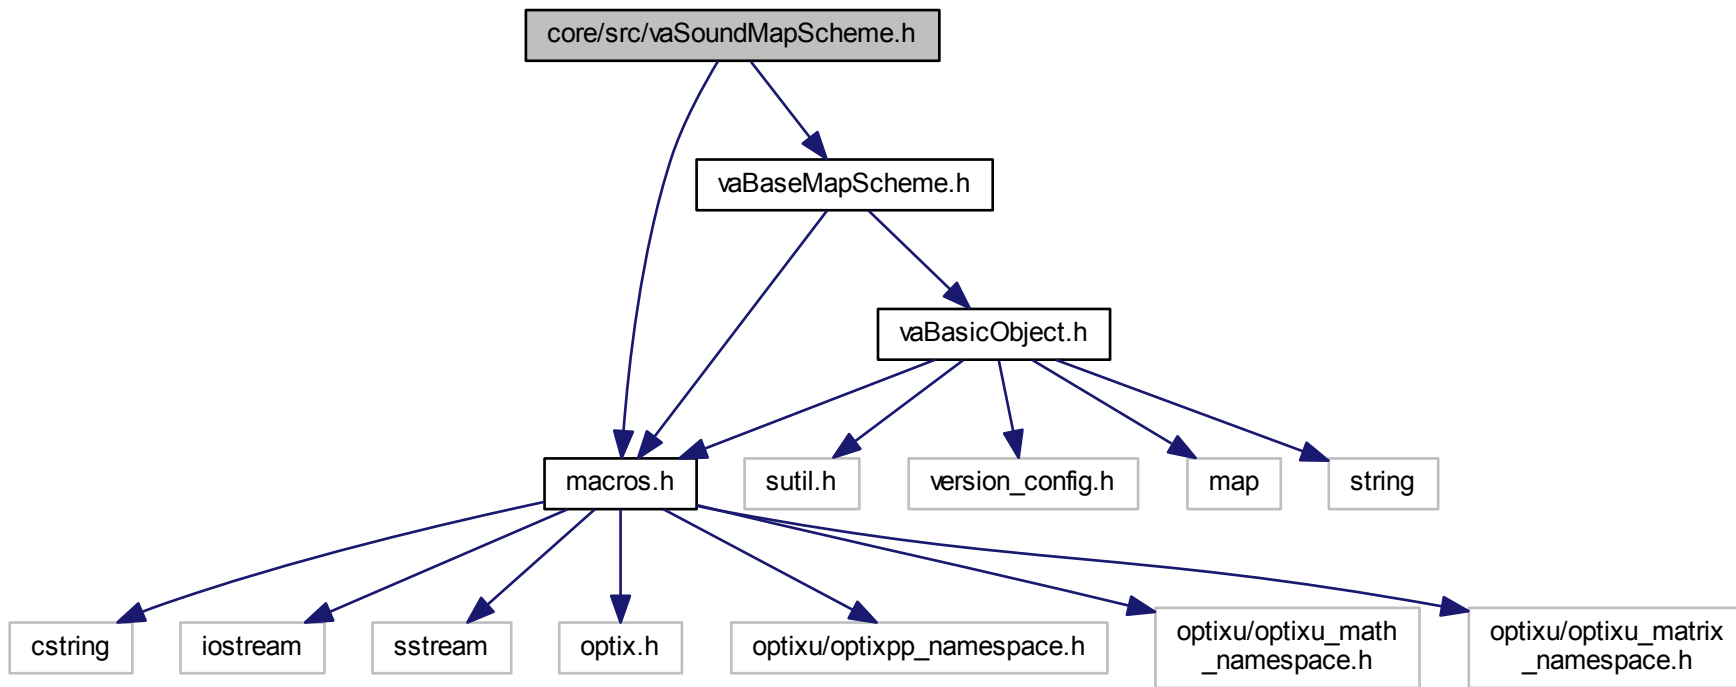 core/src/vaSoundMapScheme.h
vaBaseMapScheme.h
vaBasicObject.h
macros.h
sutil.h
version_config.h
map
string
cstring
iostream
sstream
optix.h
optixu/optixpp_namespace.h
optixu/optixu_math
_namespace.h
optixu/optixu_matrix
_namespace.h